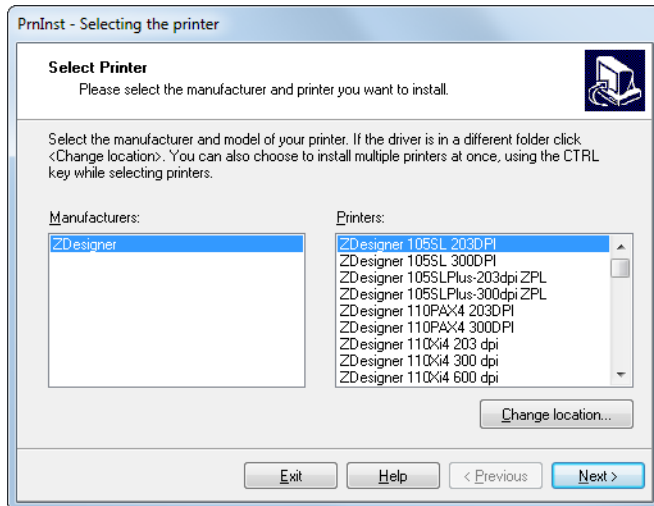 PrnInst - Selecting the printer
Select Printer
Please select the manufacturer and printer you want to install.
Select the manufacturer and model of your printer. If the driver is in a different folder click
<Change location>. You can also choose to install multiple printers at once, using the CTRL
key while selecting printers.
Manufacturers:
ZDesigner
Printers:
ZDesigner 105SL 203DPI
ZDesigner 105SL 300DPI
ZDesigner 105SLPlus-203dpi ZPL
ZDesigner 105SLPlus-300dpi ZPL
ZDesigner 110PAX4 203DPI
ZDesigner 110PAX4 300DPI
ZDesigner 110Xi4 203 dpi
ZDesigner 110Xi4 300 dpi
ZDesigner 110Xi4 600 dpi
Change location...
Exit
Help
< Previous
Next >